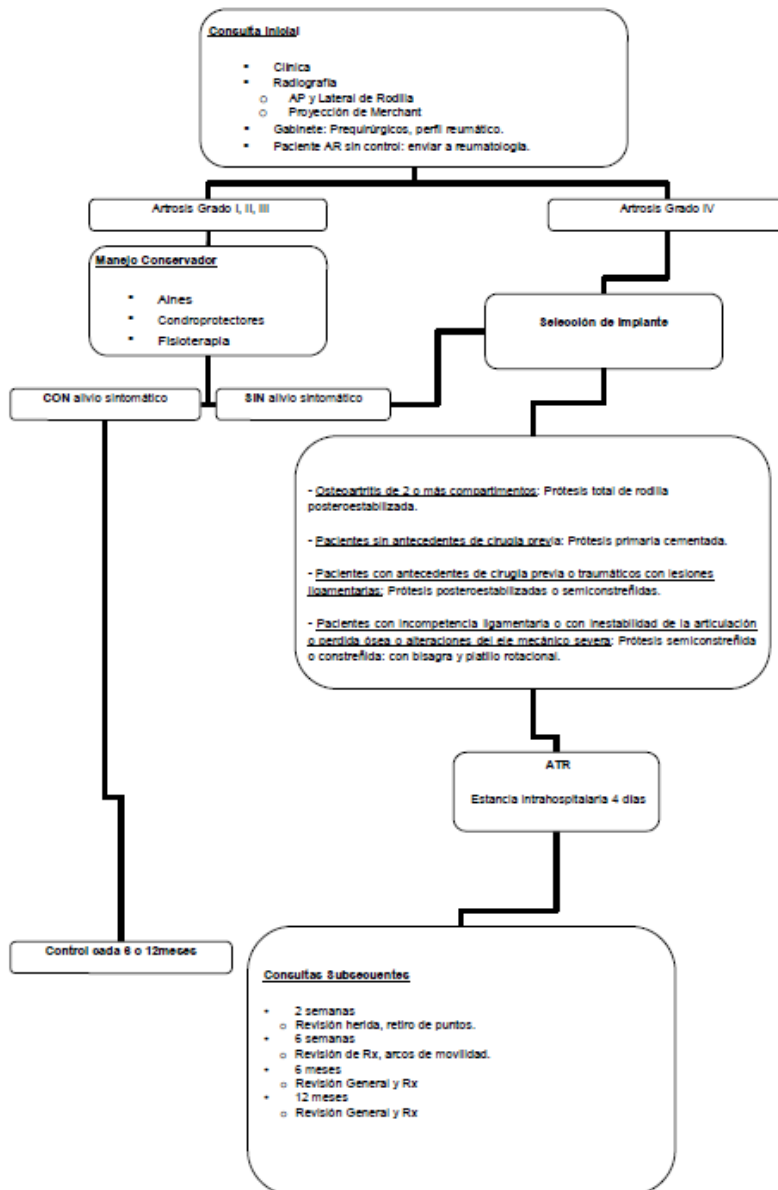 Consulta Inicial
▪ Clínica
▪ Radiografía
o AP y Lateral de Rodilla
o Proyección de Merchant
▪ Gabinete: Prequirúrgicos, perfil reumático.
▪ Paciente AR sin control: enviar a reumatología.
Artrosis Grado I, II, III
Artrosis Grado IV
Manejo Conservador
▪ Aines
▪ Condroprotectores
▪ Fisioterapia
Selección de Implante
CON alivio sintomático
SIN alivio sintomático
- Osteoartritis de 2 o más compartimentos: Prótesis total de rodilla
posteroestabilizada.
- Pacientes sin antecedentes de cirugía previa: Prótesis primaria cementada.
- Pacientes con antecedentes de cirugía previa o traumáticos con lesiones
ligamentarias: Prótesis posteroestabilizadas o semiconstreñidas.
- Pacientes con incompetencia ligamentaria o con inestabilidad de la articulación
o perdida ósea o alteraciones del eje mecánico severa: Prótesis semiconstreñida
o constreñida: con bisagra y platillo rotacional.
ATR
Estancia intrahospitalaria 4 días
Control cada 6 o 12meses
Consultas Subsecuentes
+ 2 semanas
o Revisión herida, retiro de puntos.
+ 6 semanas
o Revisión de Rx, arcos de movilidad.
+ 6 meses
o Revisión General y Rx
+ 12 meses
o Revisión General y Rx